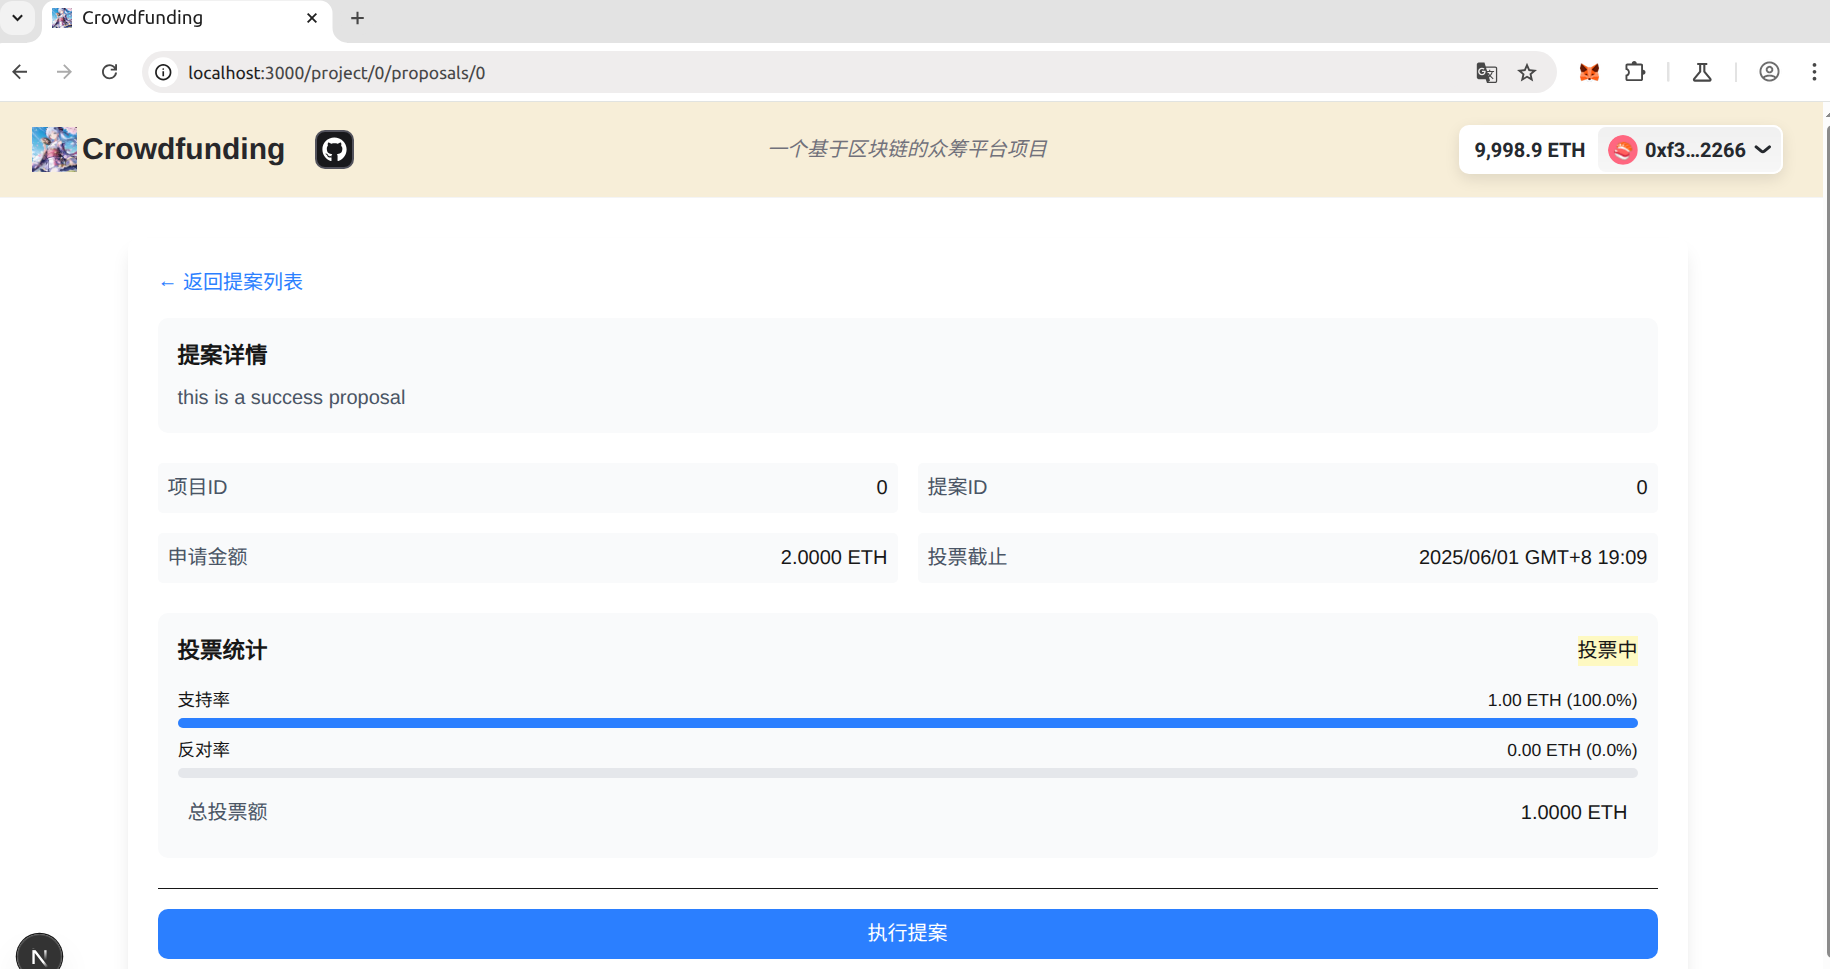 Crowdfunding
localhost:3000/project/0/proposals/0
Crowdfunding
一个基于区块链的众筹平台项目
9,998.9 ETH
0xf3...2266
← 返回提案列表
提案详情
this is a success proposal
项目ID
0
提案ID
0
申请金额
2.0000 ETH
投票截止
2025/06/01 GMT+8 19:09
投票统计
投票中
支持率
1.00 ETH (100.0%)
反对率
0.00 ETH (0.0%)
总投票额
1.0000 ETH
执行提案
N